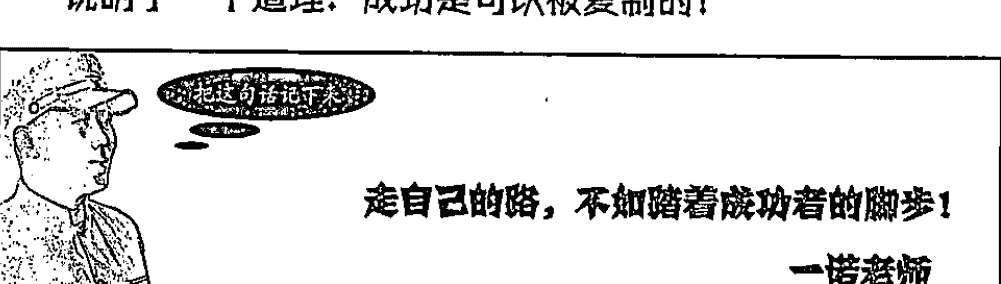 说明了一个道理：成功是可以被复制的！
把这句话记下来
走自己的路，不如踏着成功者的脚步！
一诺老师